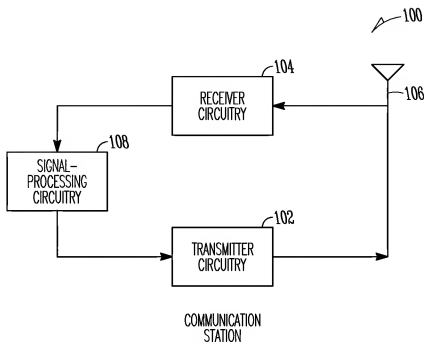 100
104
RECEIVER
CIRCUITRY
106
108
SIGNAL-
PROCESSING
CIRCUITRY
102
TRANSMITTER
CIRCUITRY
COMMUNICATION
STATION